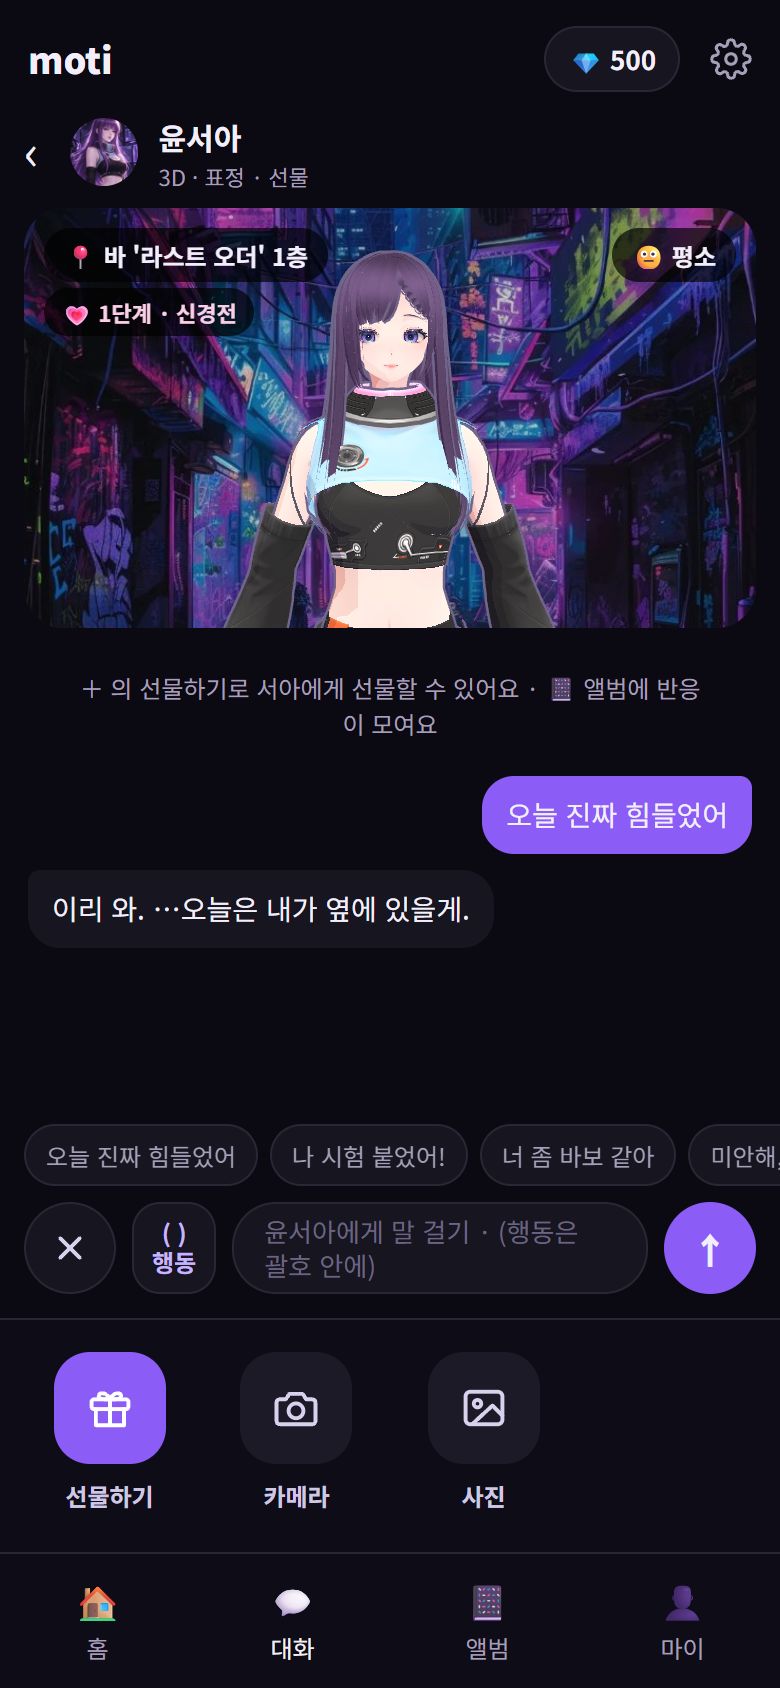 moti
500
윤서아
3D · 표정 · 선물
바 '라스트 오더' 1층
평소
1단계 · 신경전
＋ 의 선물하기로 서아에게 선물할 수 있어요 · 앨범에 반응
이 모여요
오늘 진짜 힘들었어
이리 와. …오늘은 내가 옆에 있을게.
오늘 진짜 힘들었어
나 시험 붙었어!
너 좀 바보 같아
미안해,
( )
행동
윤서아에게 말 걸기 · (행동은
괄호 안에)
선물하기
카메라
사진
홈
대화
앨범
마이